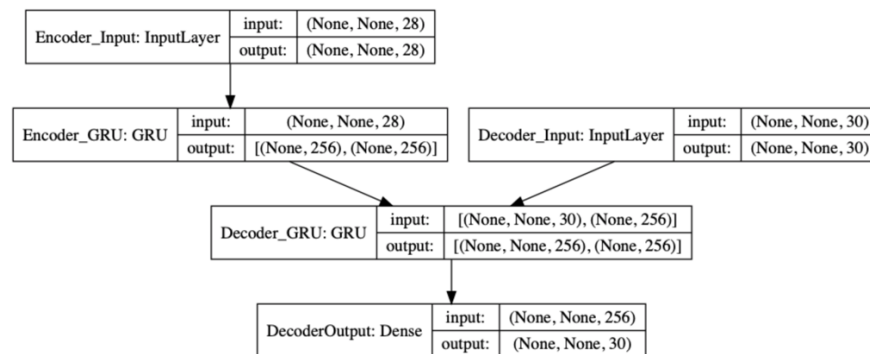 Encoder_Input: InputLayer
input:
(None, None, 28)
output:
(None, None, 28)
Encoder_GRU: GRU
input:
(None, None, 28)
output:
[(None, 256), (None, 256)]
Decoder_Input: InputLayer
input:
(None, None, 30)
output:
(None, None, 30)
Decoder_GRU: GRU
input:
[(None, None, 30), (None, 256)]
output:
[(None, None, 256), (None, 256)]
DecoderOutput: Dense
input:
(None, None, 256)
output:
(None, None, 30)